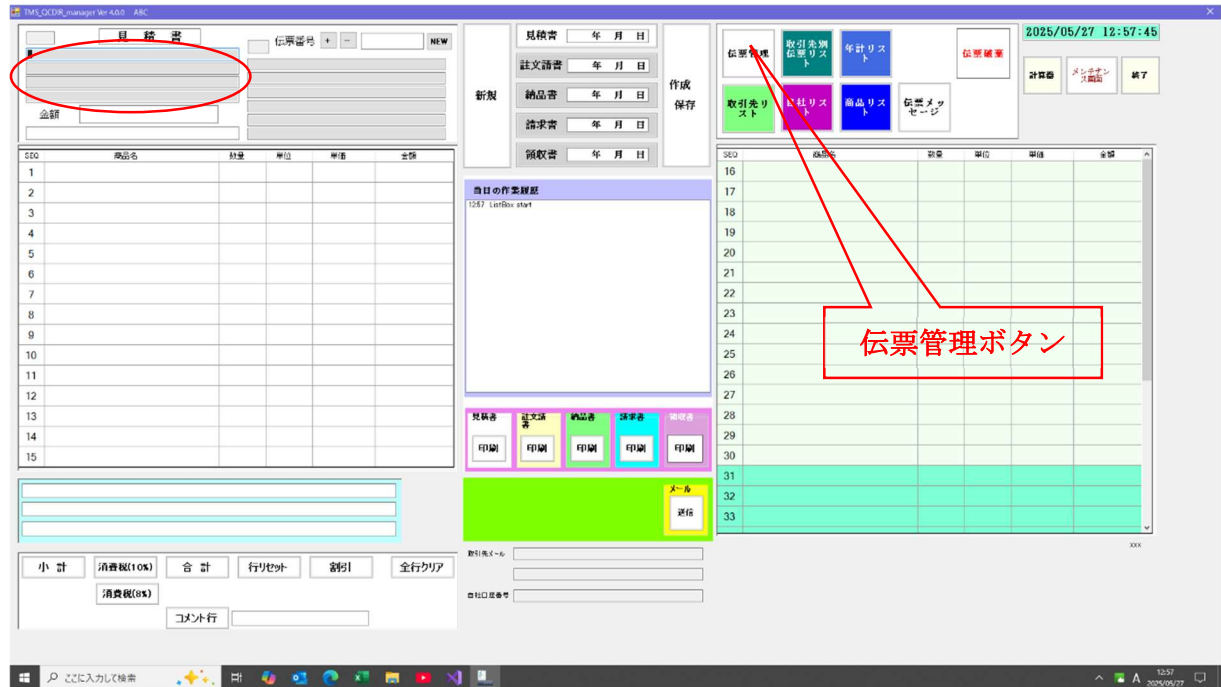 TMS_QCDIR_manager Ver 4.0.0 ABC
見 積 書
伝票番号 + − NEW
金額
SEQ 商品名 数量 単位 単価 金額
1
2
3
4
5
6
7
8
9
10
11
12
13
14
15
小 計 消費税(10%) 合 計 行リセット 割引 全行クリア
消費税(8%)
コメント行
新規
見積書 年 月 日
註文請書 年 月 日
納品書 年 月 日
請求書 年 月 日
領収書 年 月 日
作成
保存
当日の作業履歴
12:57 ListBox start
見積書 註文請書 納品書 請求書 領収書
印刷 印刷 印刷 印刷 印刷
メール
送信
取引先メール
自社口座番号
伝票管理 取引先別伝票リスト 年計リスト 伝票破棄
取引先リスト 自社リスト 商品リスト 伝票メッセージ
2025/05/27 12:57:45
計算器 メンテナンス画面 終了
SEQ 商品名 数量 単位 単価 金額
16
17
18
19
20
21
22
23
24
25
26
27
28
29
30
31
32
33
伝票管理ボタン
xxx
ここに入力して検索
A 12:57
2025/05/27